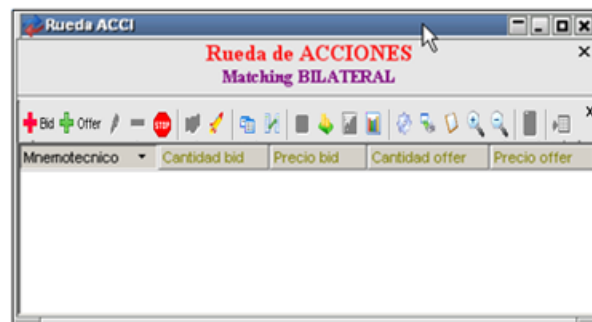 Rueda ACCI
Rueda de ACCIONES
Matching BILATERAL
Bid Offer STOP
Mnemotecnico Cantidad bid Precio bid Cantidad offer Precio offer